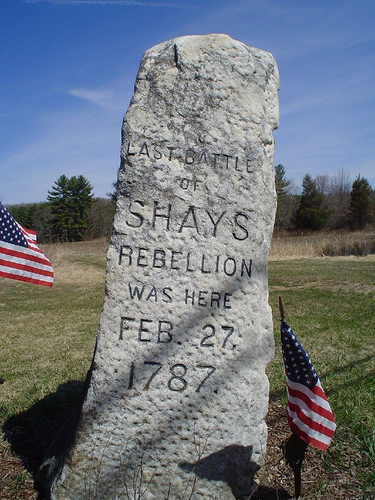 LAST BATTLE
OF
SHAYS
REBELLION
WAS HERE
FEB. 27.
1787.